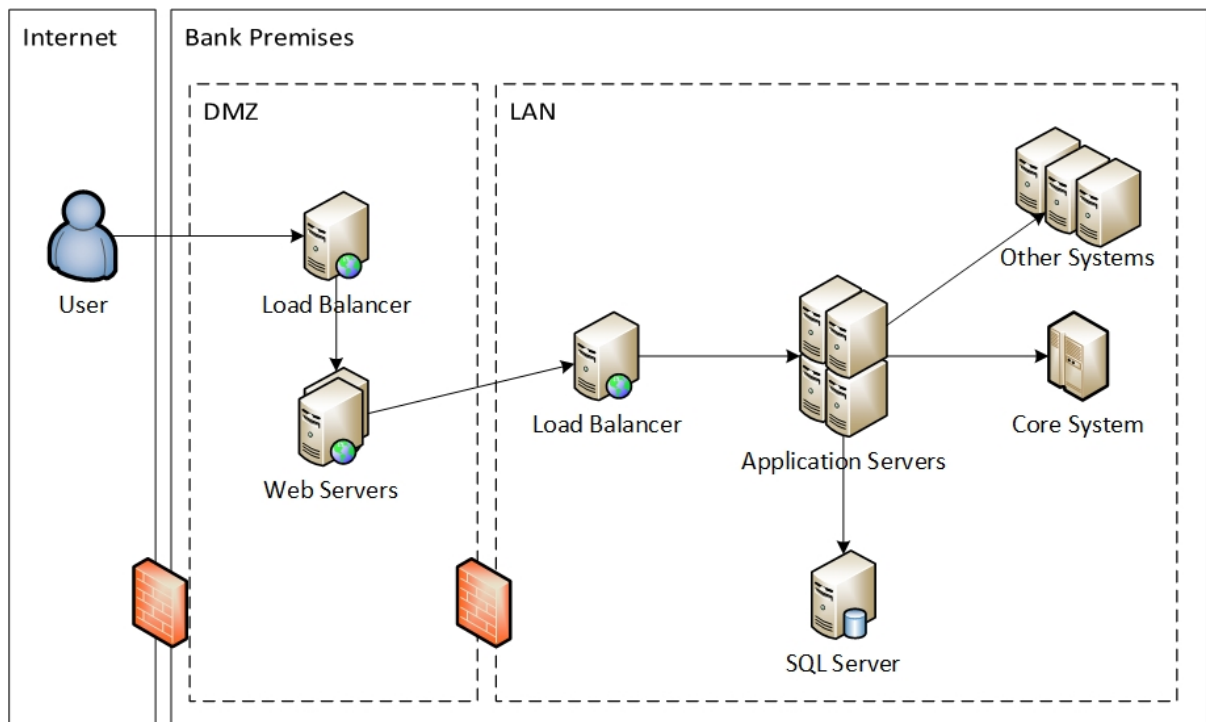 Internet
Bank Premises
DMZ
LAN
User
Load Balancer
Web Servers
Load Balancer
Application Servers
Other Systems
Core System
SQL Server